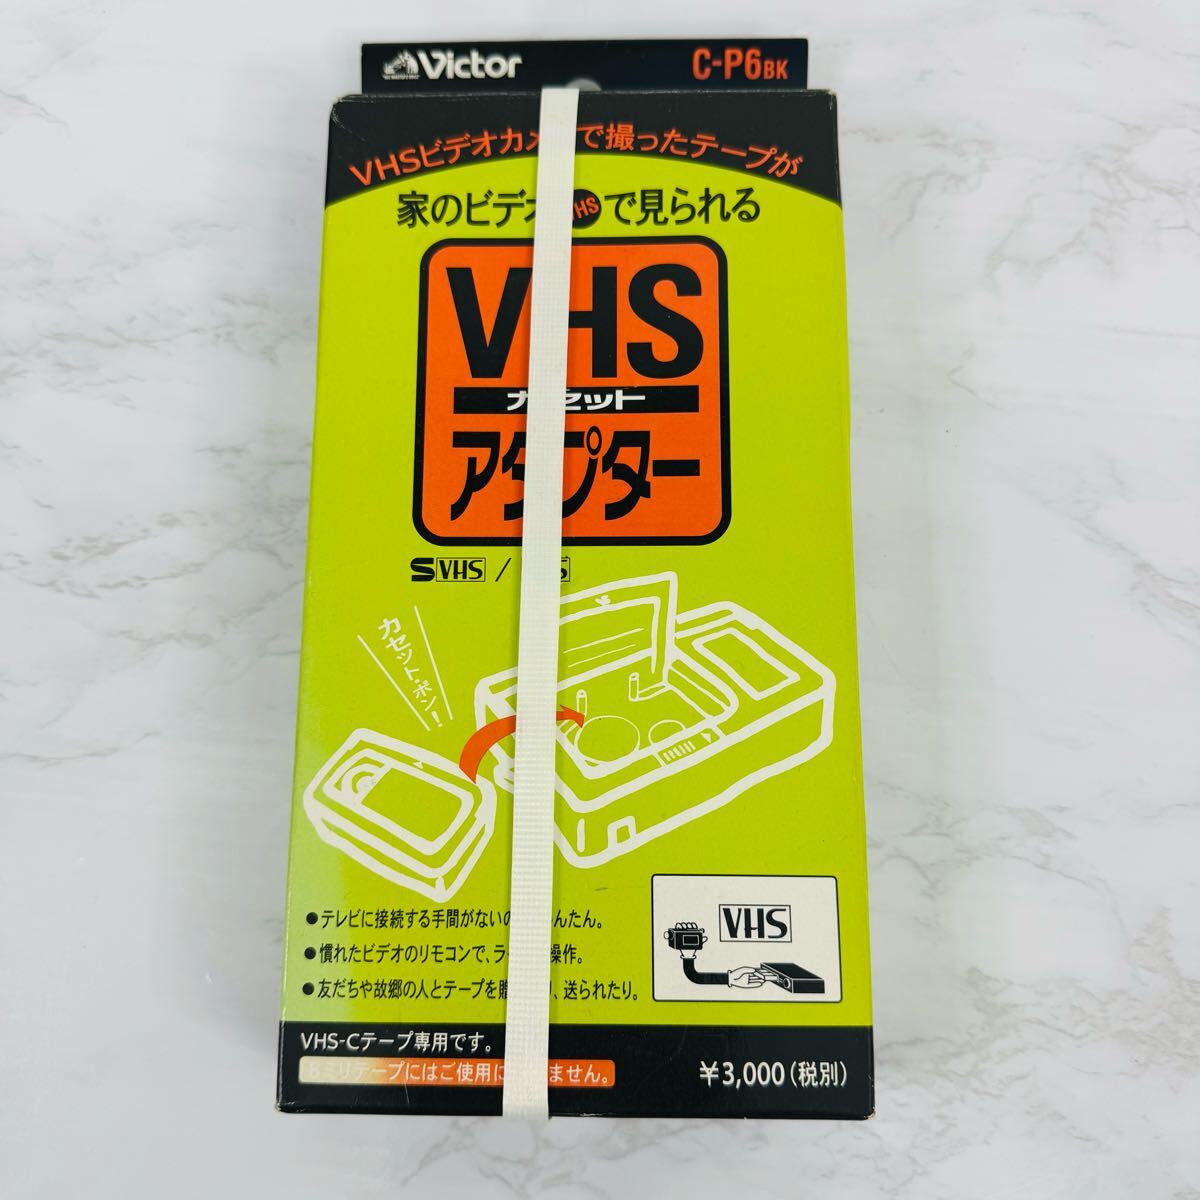 Victor
C-P6BK
VHSビデオカメで撮ったテープが
家のビデオ HS で見られる
VHS
カセット
アダプター
SVHS / S
カセット・ポン!
●テレビに接続する手間がないの んたん。
●慣れたビデオのリモコンで、ラ 操作。
●友だちや故郷の人とテープを贈 り、送られたり。
VHS
VHS-Cテープ専用です。
8ミリテープにはご使用に ません。
¥3,000(税別)